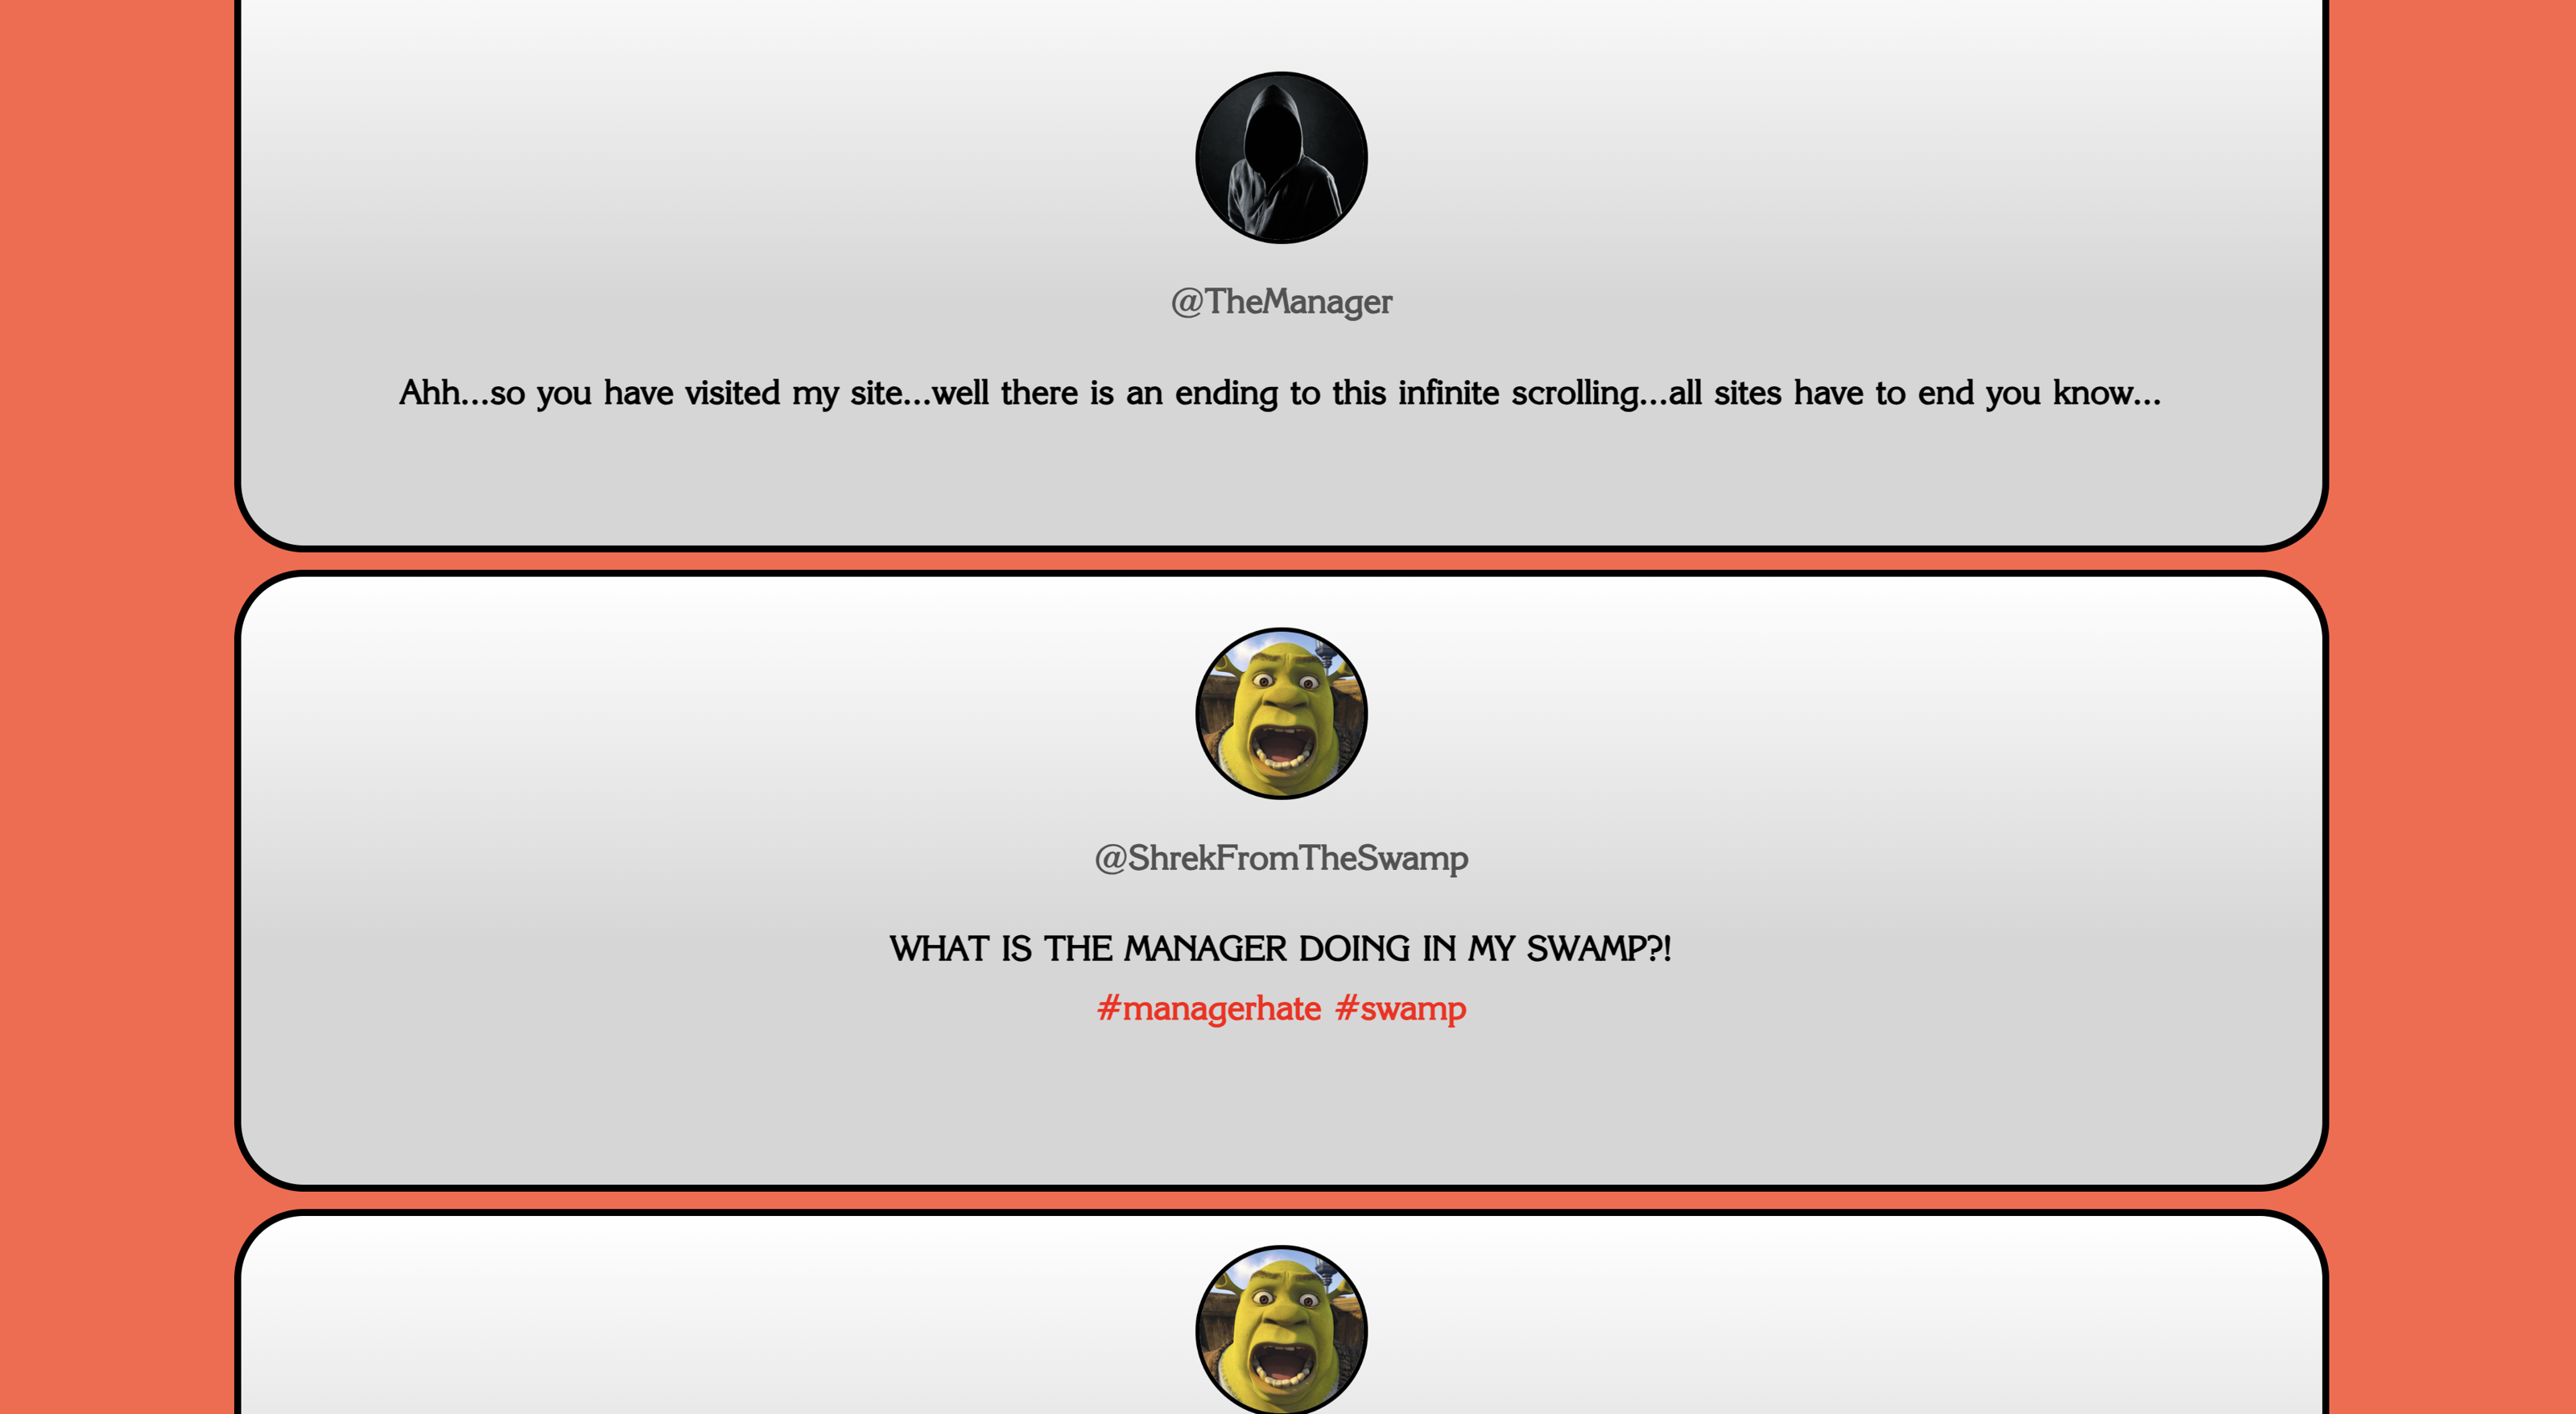 @TheManager
Ahh...so you have visited my site...well there is an ending to this infinite scrolling...all sites have to end you know...
@ShrekFromTheSwamp
WHAT IS THE MANAGER DOING IN MY SWAMP?!
#managerhate #swamp